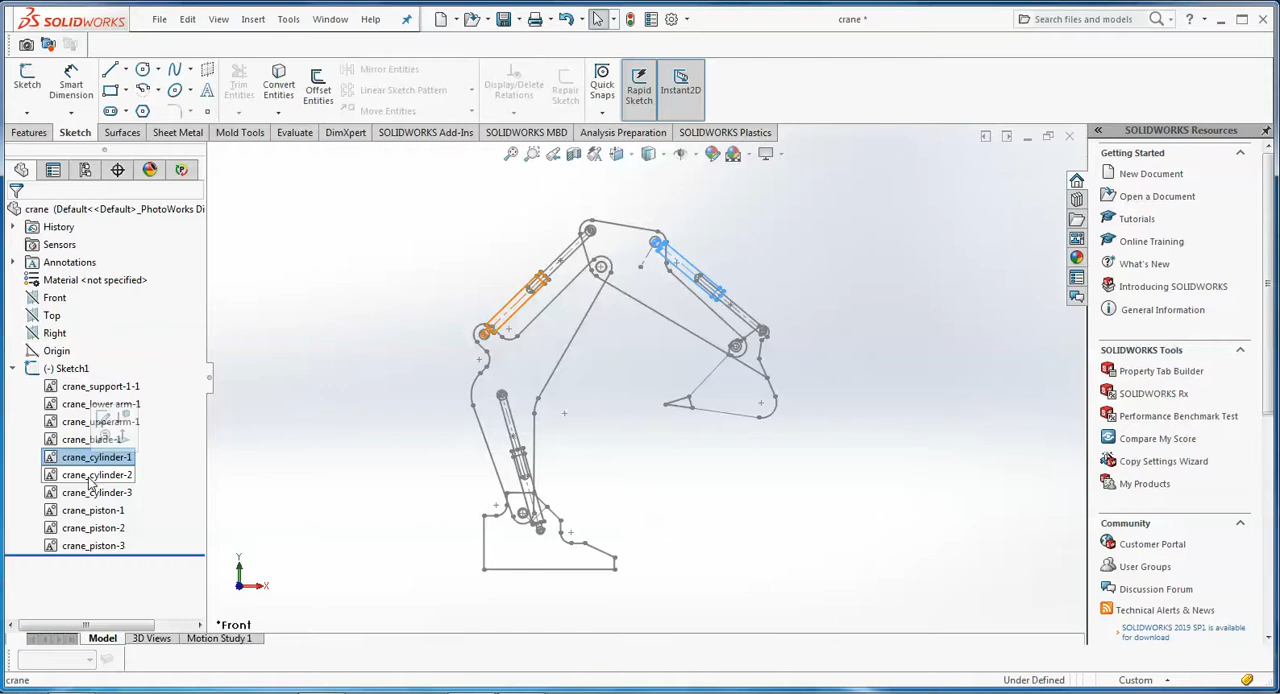 SOLIDWORKS File Edit View Insert Tools Window Help crane * Search files and models ?
Sketch Smart Dimension Trim Entities Convert Entities Offset Entities Mirror Entities Linear Sketch Pattern Move Entities Display/Delete Relations Repair Sketch Quick Snaps Rapid Sketch Instant2D
Features Sketch Surfaces Sheet Metal Mold Tools Evaluate DimXpert SOLIDWORKS Add-Ins SOLIDWORKS MBD Analysis Preparation SOLIDWORKS Plastics
crane (Default<<Default>_PhotoWorks Di
History
Sensors
Annotations
Material <not specified>
Front
Top
Right
Origin
(-) Sketch1
crane_support-1-1
crane_lower arm-1
crane_upperarm-1
crane_blade-1
crane_cylinder-1
crane_cylinder-2
crane_cylinder-3
crane_piston-1
crane_piston-2
crane_piston-3
Y
X
*Front
Model 3D Views Motion Study 1
crane Under Defined Custom
SOLIDWORKS Resources
Getting Started
New Document
Open a Document
Tutorials
Online Training
What's New
Introducing SOLIDWORKS
General Information
SOLIDWORKS Tools
Property Tab Builder
SOLIDWORKS Rx
Performance Benchmark Test
Compare My Score
Copy Settings Wizard
My Products
Community
Customer Portal
User Groups
Discussion Forum
Technical Alerts & News
SOLIDWORKS 2019 SP1 is available
for download